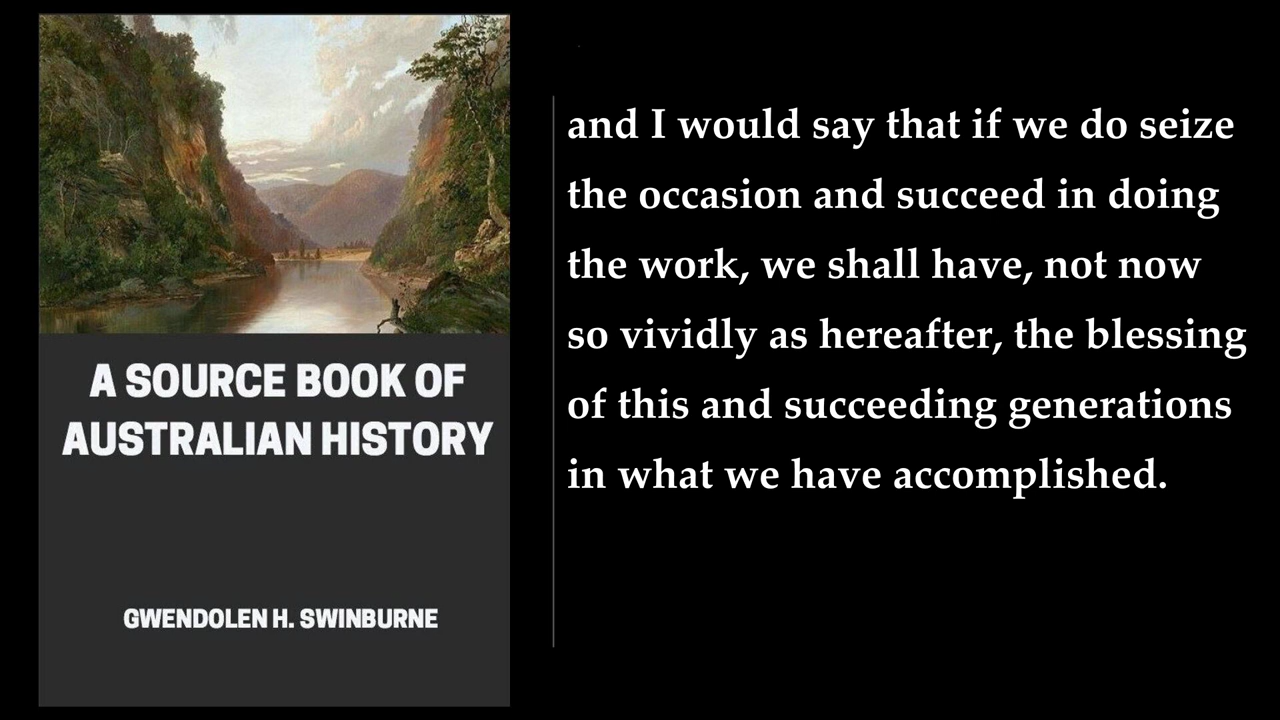 A SOURCE BOOK OF
AUSTRALIAN HISTORY
GWENDOLEN H. SWINBURNE
and I would say that if we do seize
the occasion and succeed in doing
the work, we shall have, not now
so vividly as hereafter, the blessing
of this and succeeding generations
in what we have accomplished.